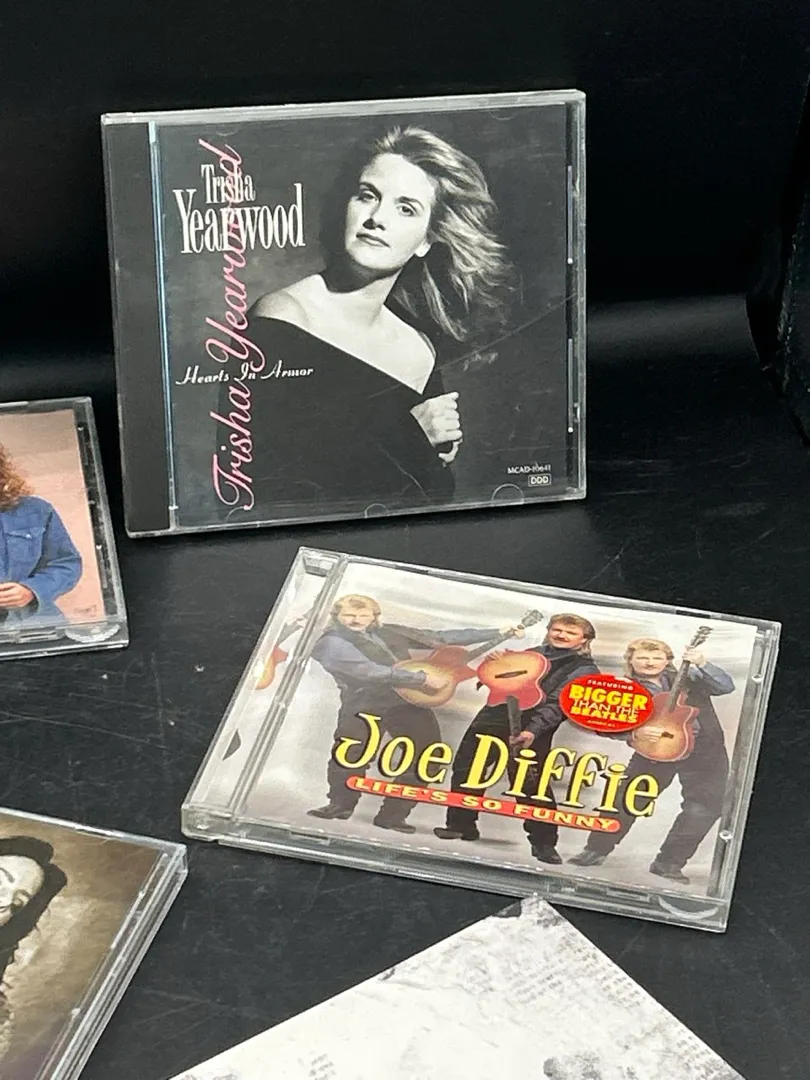 Trisha
Yearwood
Trisha Yearwood
Hearts In Armor
MCAD-10641
DDD
FEATURING
BIGGER
THAN THE
BEATLES
Joe Diffie
LIFE'S SO FUNNY